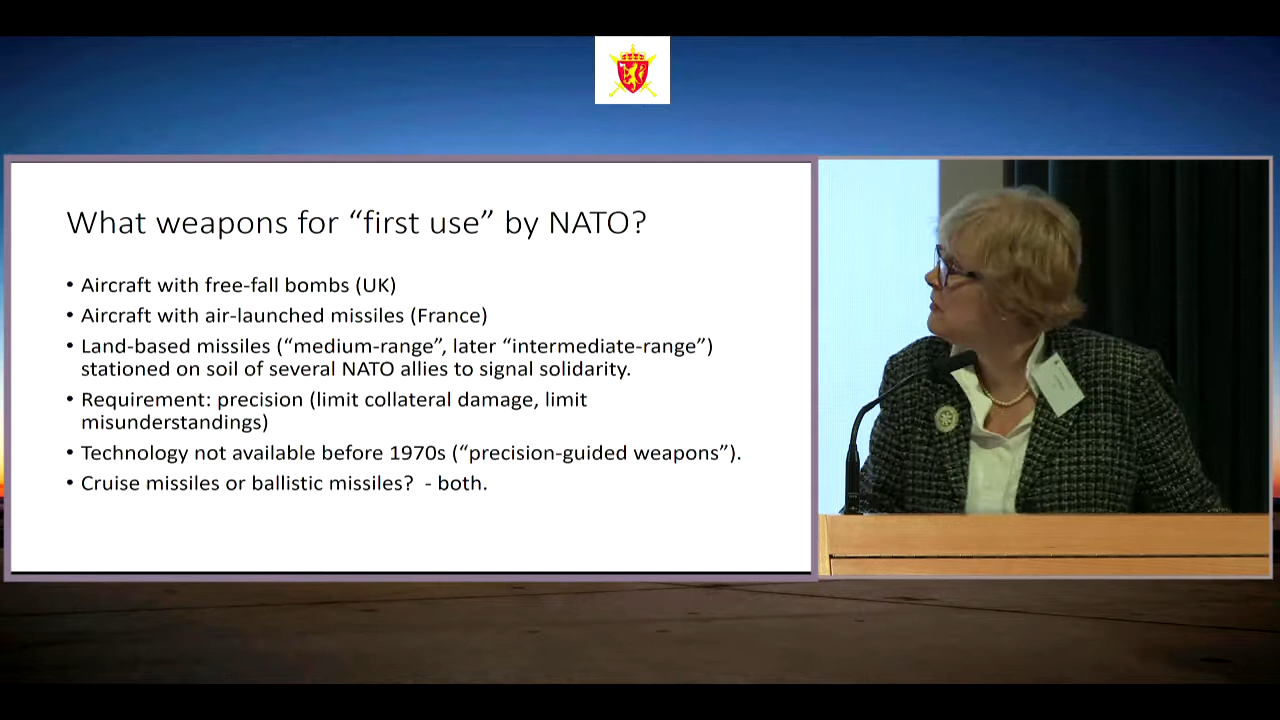 What weapons for “first use” by NATO?
• Aircraft with free-fall bombs (UK)
• Aircraft with air-launched missiles (France)
• Land-based missiles (“medium-range”, later “intermediate-range”)
stationed on soil of several NATO allies to signal solidarity.
• Requirement: precision (limit collateral damage, limit
misunderstandings)
• Technology not available before 1970s (“precision-guided weapons”).
• Cruise missiles or ballistic missiles?  - both.